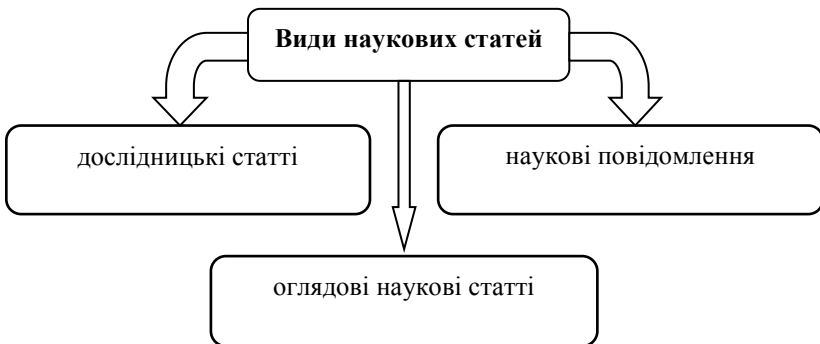 Види наукових статей
дослідницькі статті
наукові повідомлення
оглядові наукові статті